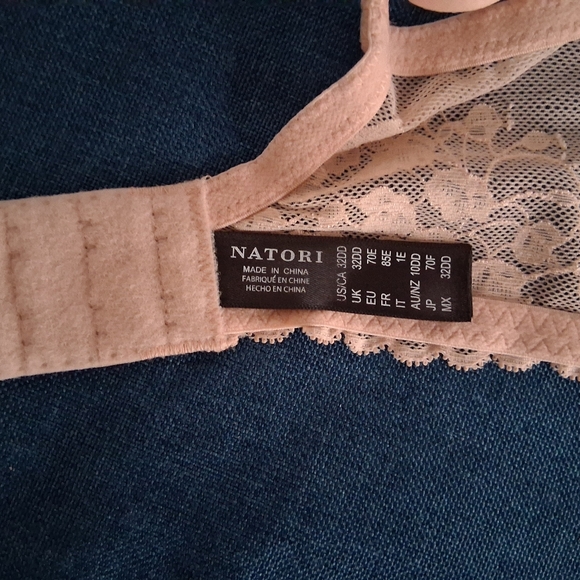 NATORI
MADE IN CHINA
FABRIQUÉ EN CHINE
HECHO EN CHINA
US/CA 32DD
UK 32DD
EU 70E
FR 85E
IT 1E
AU/NZ 10DD
JP 70F
MX 32DD